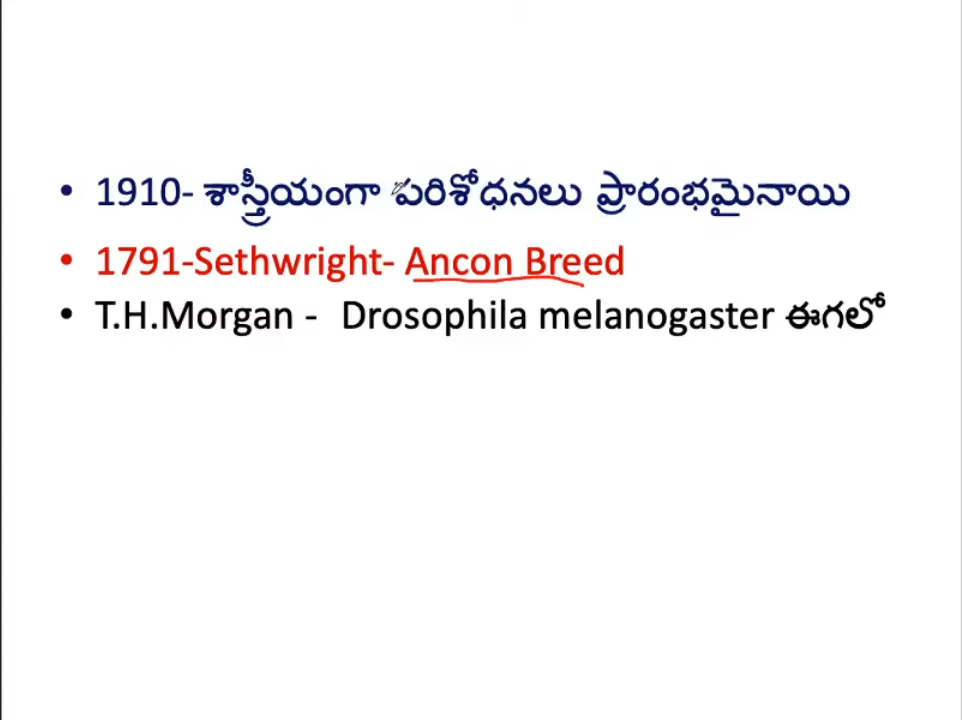 • 1910- శాస్త్రీయంగా పరిశోధనలు ప్రారంభమైనాయి
• 1791-Sethwright- Ancon Breed
• T.H.Morgan - Drosophila melanogaster ఈగలో